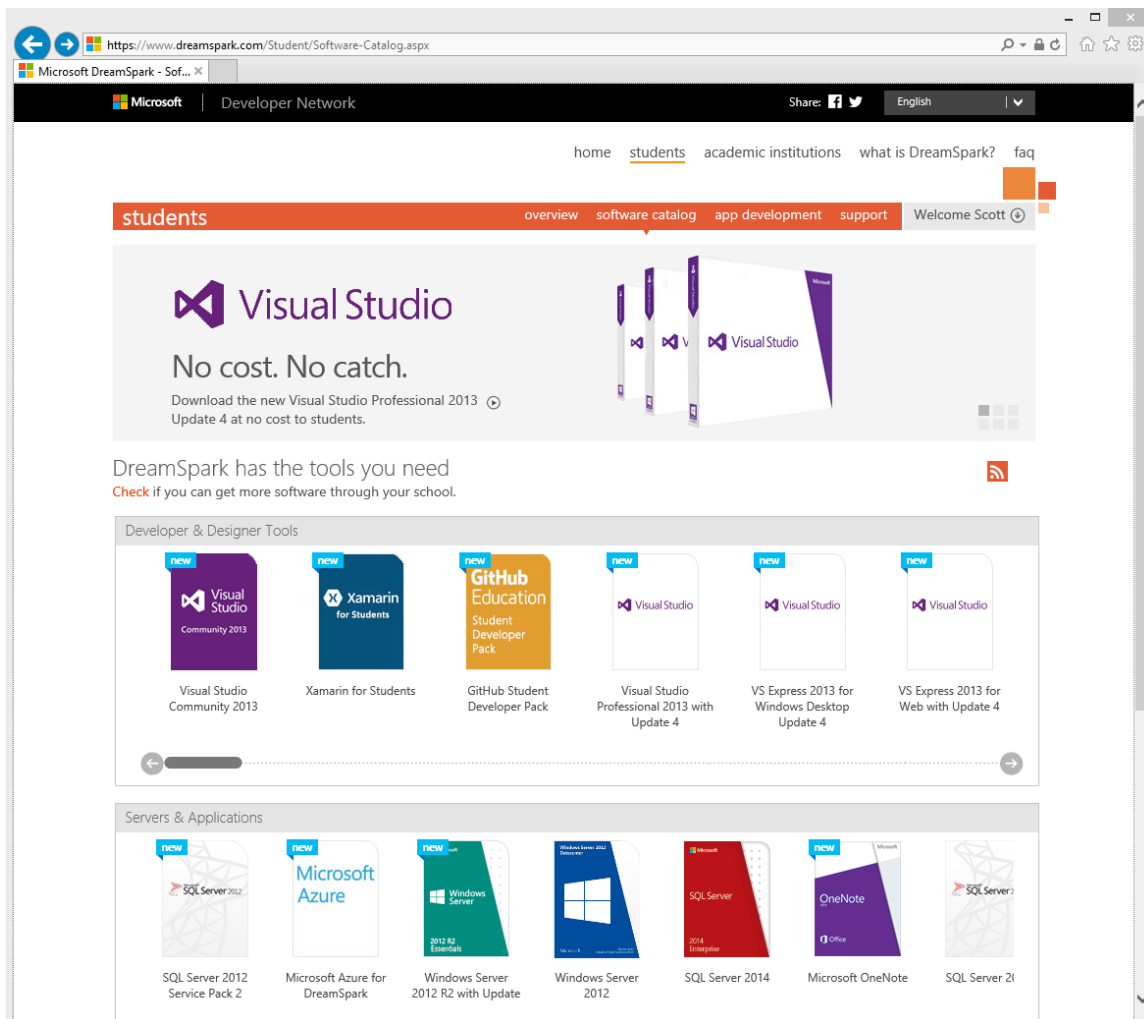 https://www.dreamspark.com/Student/Software-Catalog.aspx
Microsoft DreamSpark - Sof...
Microsoft | Developer Network
Share:
English
home students academic institutions what is DreamSpark? faq
students
overview software catalog app development support
Welcome Scott
Visual Studio
No cost. No catch.
Download the new Visual Studio Professional 2013
Update 4 at no cost to students.
Microsoft
Visual Studio
DreamSpark has the tools you need
Check if you can get more software through your school.
Developer & Designer Tools
new
Visual
Studio
Community 2013
new
Xamarin
for Students
new
GitHub
Education
Student
Developer
Pack
new
Visual Studio
new
Visual Studio
new
Visual Studio
Visual Studio
Community 2013
Xamarin for Students
GitHub Student
Developer Pack
Visual Studio
Professional 2013 with
Update 4
VS Express 2013 for
Windows Desktop
Update 4
VS Express 2013 for
Web with Update 4
Servers & Applications
new
SQL Server 2012
new
Microsoft
Azure
new
Windows
Server
2012 R2
Essentials
Windows Server 2012
Datacenter
Microsoft
Microsoft
SQL Server
2014
Enterprise
new
Microsoft
OneNote
Office
SQL Server
SQL Server 2012
Service Pack 2
Microsoft Azure for
DreamSpark
Windows Server
2012 R2 with Update
Windows Server
2012
SQL Server 2014
Microsoft OneNote
SQL Server 20